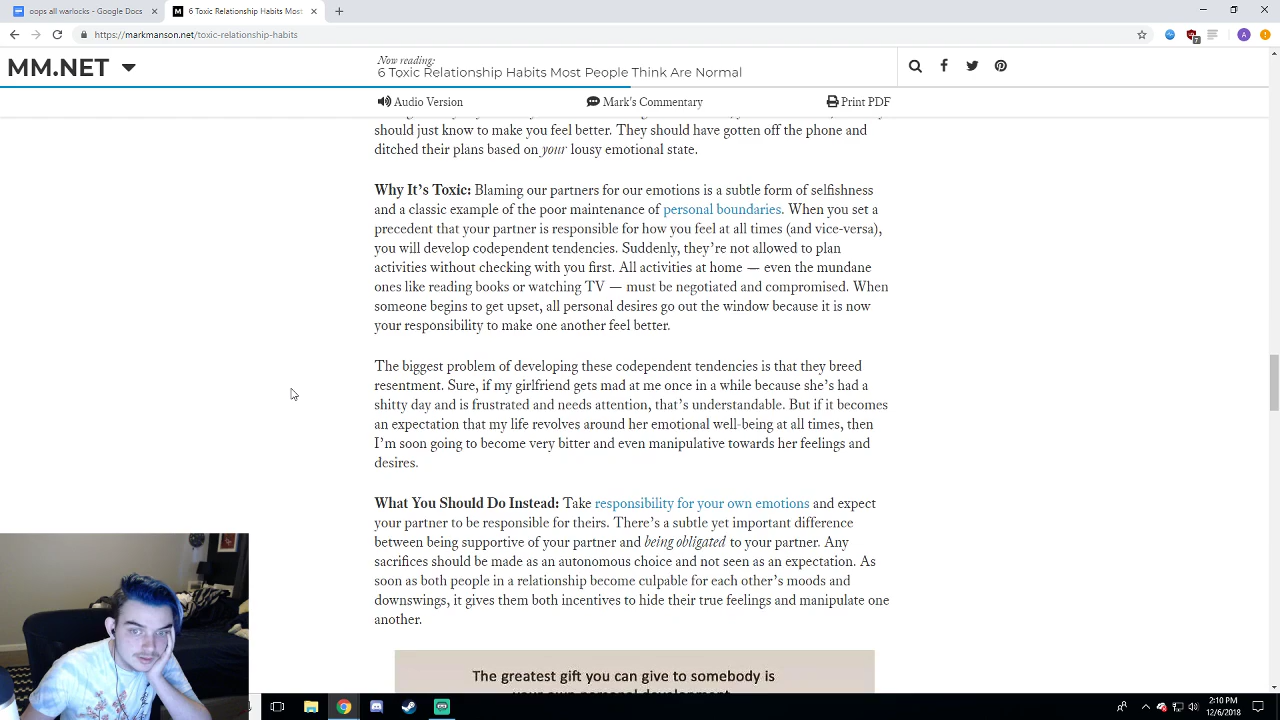 oops all warlocks - Google Docs
6 Toxic Relationship Habits Most
https://markmanson.net/toxic-relationship-habits
MM.NET
Now reading:
6 Toxic Relationship Habits Most People Think Are Normal
Audio Version
Mark's Commentary
Print PDF
should just know to make you feel better. They should have gotten off the phone and
ditched their plans based on your lousy emotional state.
Why It's Toxic: Blaming our partners for our emotions is a subtle form of selfishness
and a classic example of the poor maintenance of personal boundaries. When you set a
precedent that your partner is responsible for how you feel at all times (and vice-versa),
you will develop codependent tendencies. Suddenly, they're not allowed to plan
activities without checking with you first. All activities at home — even the mundane
ones like reading books or watching TV — must be negotiated and compromised. When
someone begins to get upset, all personal desires go out the window because it is now
your responsibility to make one another feel better.
The biggest problem of developing these codependent tendencies is that they breed
resentment. Sure, if my girlfriend gets mad at me once in a while because she's had a
shitty day and is frustrated and needs attention, that's understandable. But if it becomes
an expectation that my life revolves around her emotional well-being at all times, then
I'm soon going to become very bitter and even manipulative towards her feelings and
desires.
What You Should Do Instead: Take responsibility for your own emotions and expect
your partner to be responsible for theirs. There's a subtle yet important difference
between being supportive of your partner and being obligated to your partner. Any
sacrifices should be made as an autonomous choice and not seen as an expectation. As
soon as both people in a relationship become culpable for each other's moods and
downswings, it gives them both incentives to hide their true feelings and manipulate one
another.
The greatest gift you can give to somebody is
your own personal development
2:10 PM
12/6/2018